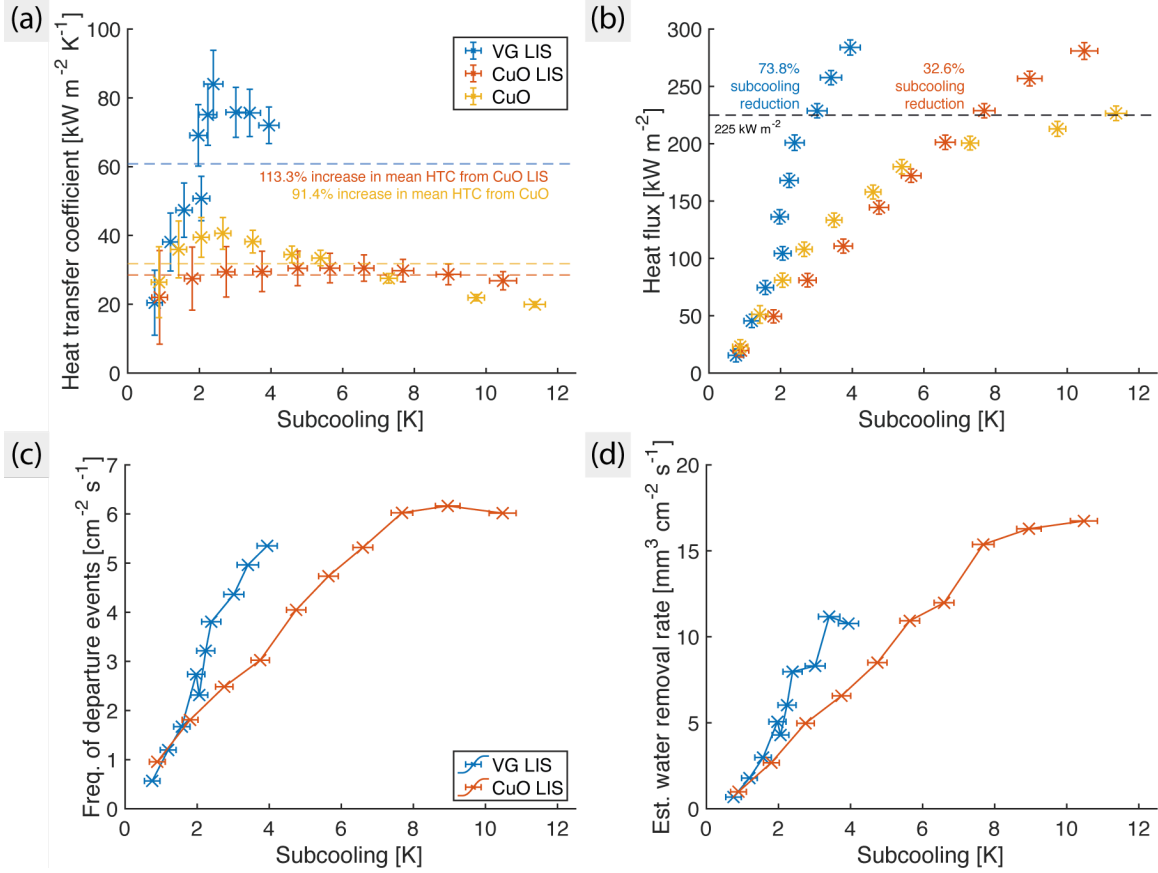 (a)
100
80
60
40
20
0
Heat transfer coefficient [kW m⁻² K⁻¹]
VG LIS
CuO LIS
CuO
113.3% increase in mean HTC from CuO LIS
91.4% increase in mean HTC from CuO
0 2 4 6 8 10 12
Subcooling [K]
(b)
300
250
200
150
100
50
0
Heat flux [kW m⁻²]
73.8%
subcooling
reduction
32.6%
subcooling
reduction
225 kW m⁻²
0 2 4 6 8 10 12
Subcooling [K]
(c)
7
6
5
4
3
2
1
0
Freq. of departure events [cm⁻² s⁻¹]
VG LIS
CuO LIS
0 2 4 6 8 10 12
Subcooling [K]
(d)
20
15
10
5
0
Est. water removal rate [mm³ cm⁻² s⁻¹]
0 2 4 6 8 10 12
Subcooling [K]